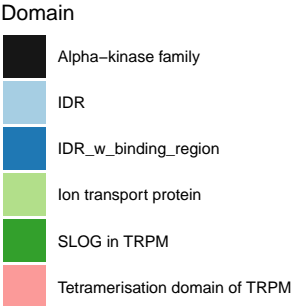 Domain
Alpha−kinase family
IDR
IDR_w_binding_region
Ion transport protein
SLOG in TRPM
Tetramerisation domain of TRPM